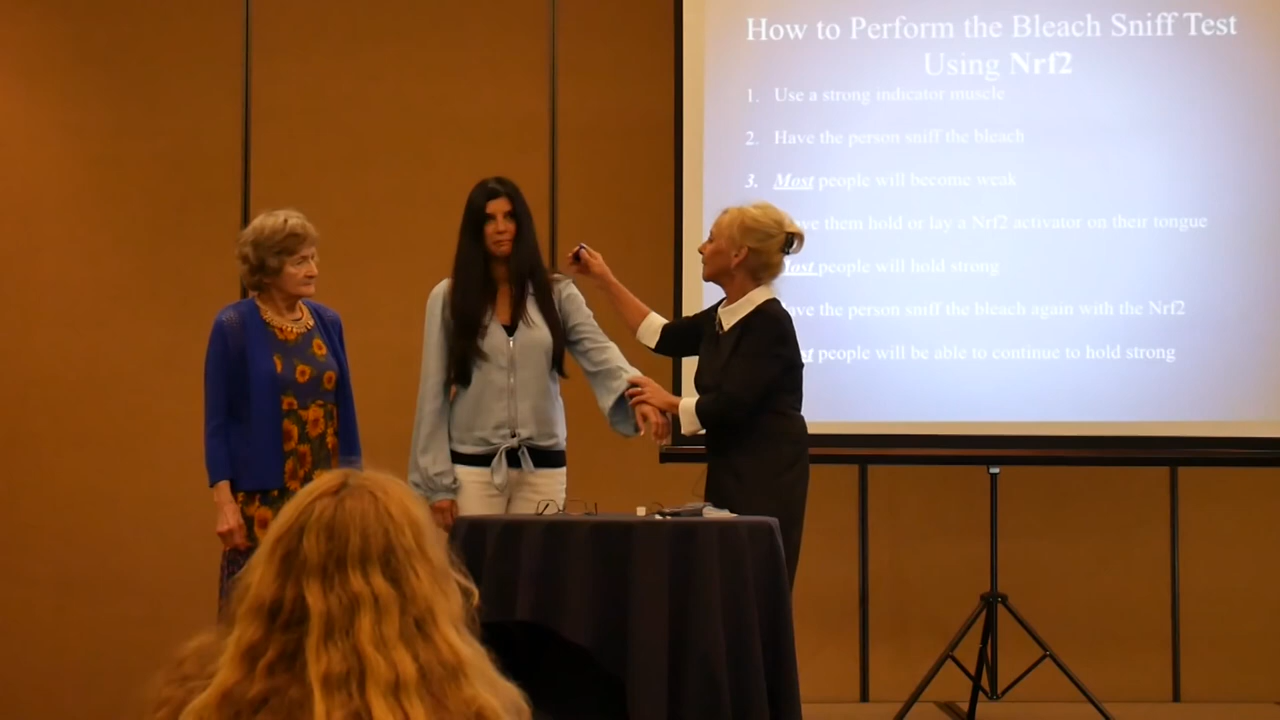 How to Perform the Bleach Sniff Test
Using Nrf2
1. Use a strong indicator muscle
2. Have the person sniff the bleach
3. Most people will become weak
them hold or lay a Nrf2 activator on their tongue
Most people will hold strong
the person sniff the bleach again with the Nrf2
people will be able to continue to hold strong